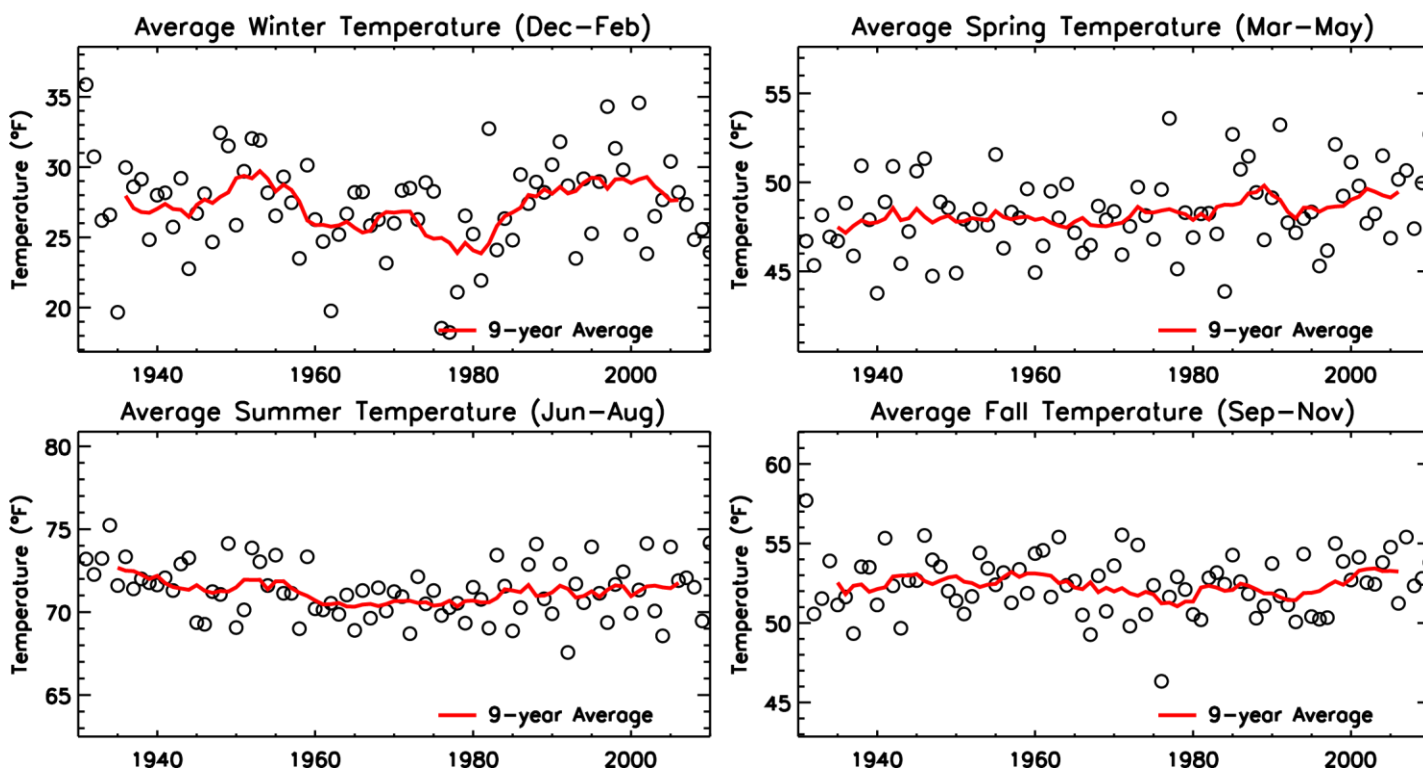 Average Winter Temperature (Dec–Feb)
Temperature (°F)
35
30
25
20
9-year Average
1940 1960 1980 2000
Average Spring Temperature (Mar–May)
Temperature (°F)
55
50
45
9-year Average
1940 1960 1980 2000
Average Summer Temperature (Jun–Aug)
Temperature (°F)
80
75
70
65
9-year Average
1940 1960 1980 2000
Average Fall Temperature (Sep–Nov)
Temperature (°F)
60
55
50
45
9-year Average
1940 1960 1980 2000